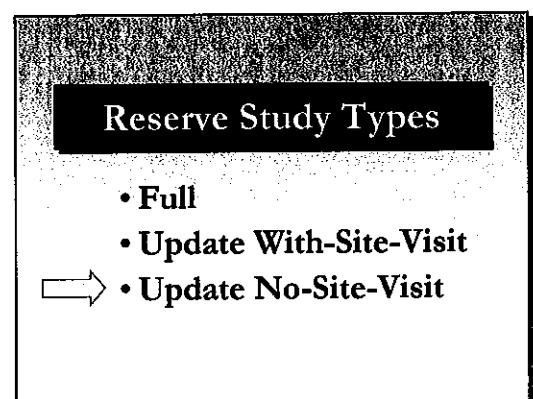 Reserve Study Types
• Full
• Update With-Site-Visit
• Update No-Site-Visit